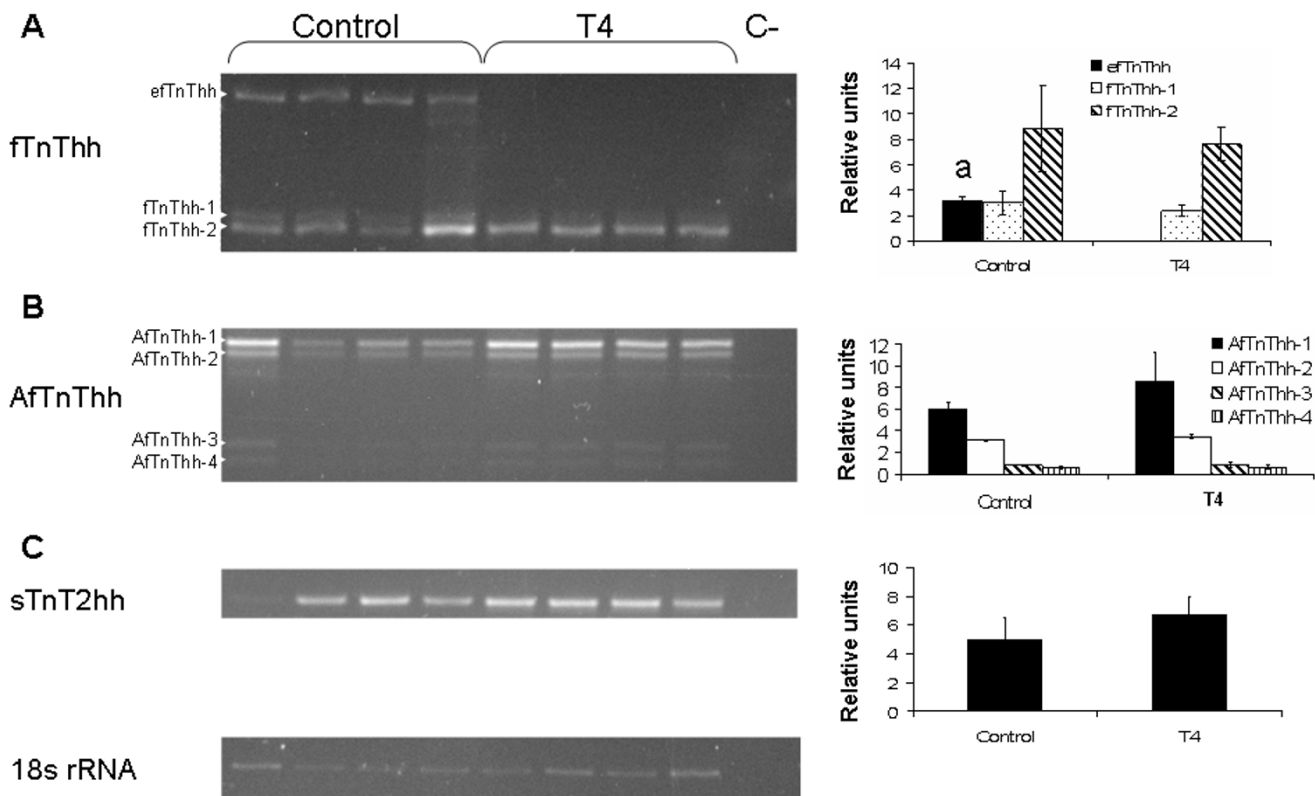 A
Control
T4
C-
fTnThh
efTnThh
fTnThh-1
fTnThh-2
Relative units
14
12
10
8
6
4
2
0
efTnThh
fTnThh-1
fTnThh-2
a
Control
T4
B
AfTnThh
AfTnThh-1
AfTnThh-2
AfTnThh-3
AfTnThh-4
Relative units
12
10
8
6
4
2
0
AfTnThh-1
AfTnThh-2
AfTnThh-3
AfTnThh-4
Control
T4
C
sTnT2hh
Relative units
10
8
6
4
2
0
Control
T4
18s rRNA